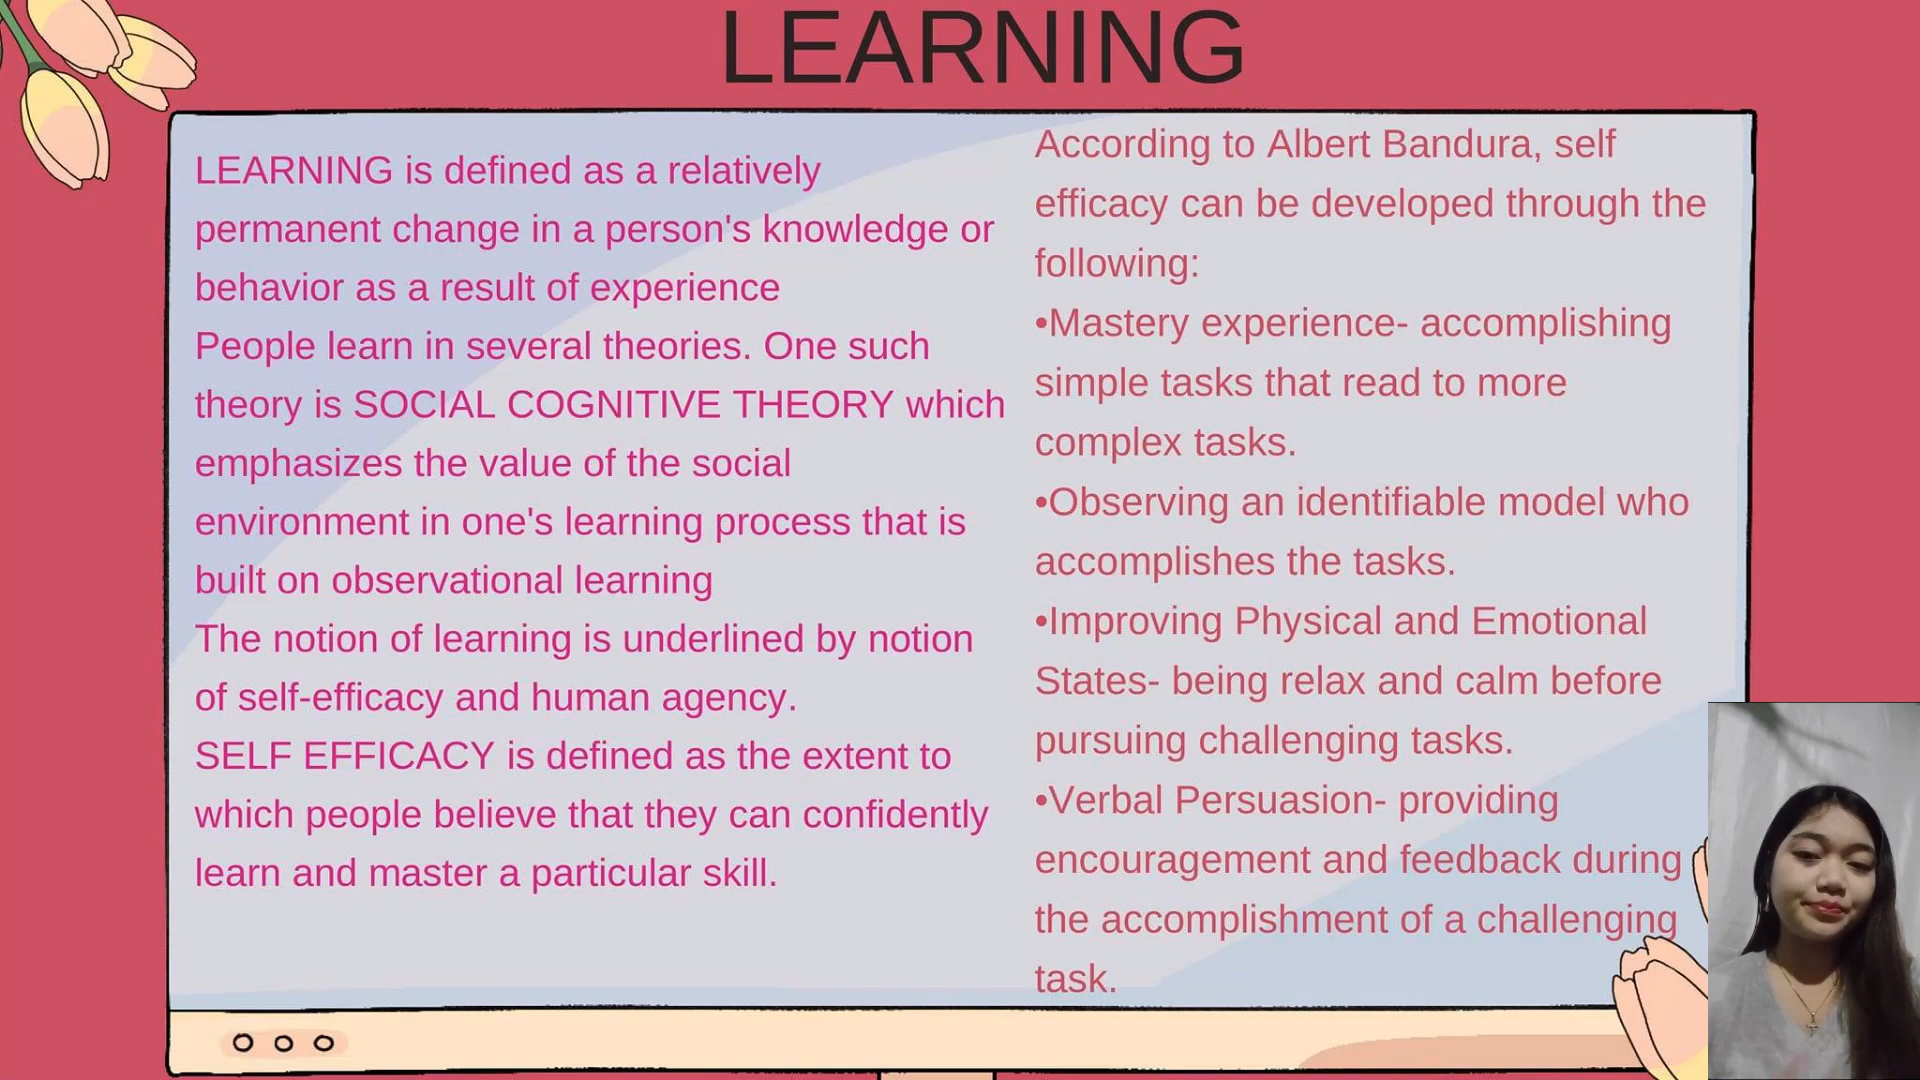 LEARNING
LEARNING is defined as a relatively
permanent change in a person's knowledge or
behavior as a result of experience
People learn in several theories. One such
theory is SOCIAL COGNITIVE THEORY which
emphasizes the value of the social
environment in one's learning process that is
built on observational learning
The notion of learning is underlined by notion
of self-efficacy and human agency.
SELF EFFICACY is defined as the extent to
which people believe that they can confidently
learn and master a particular skill.
According to Albert Bandura, self
efficacy can be developed through the
following:
•Mastery experience- accomplishing
simple tasks that read to more
complex tasks.
•Observing an identifiable model who
accomplishes the tasks.
•Improving Physical and Emotional
States- being relax and calm before
pursuing challenging tasks.
•Verbal Persuasion- providing
encouragement and feedback during
the accomplishment of a challenging
task.